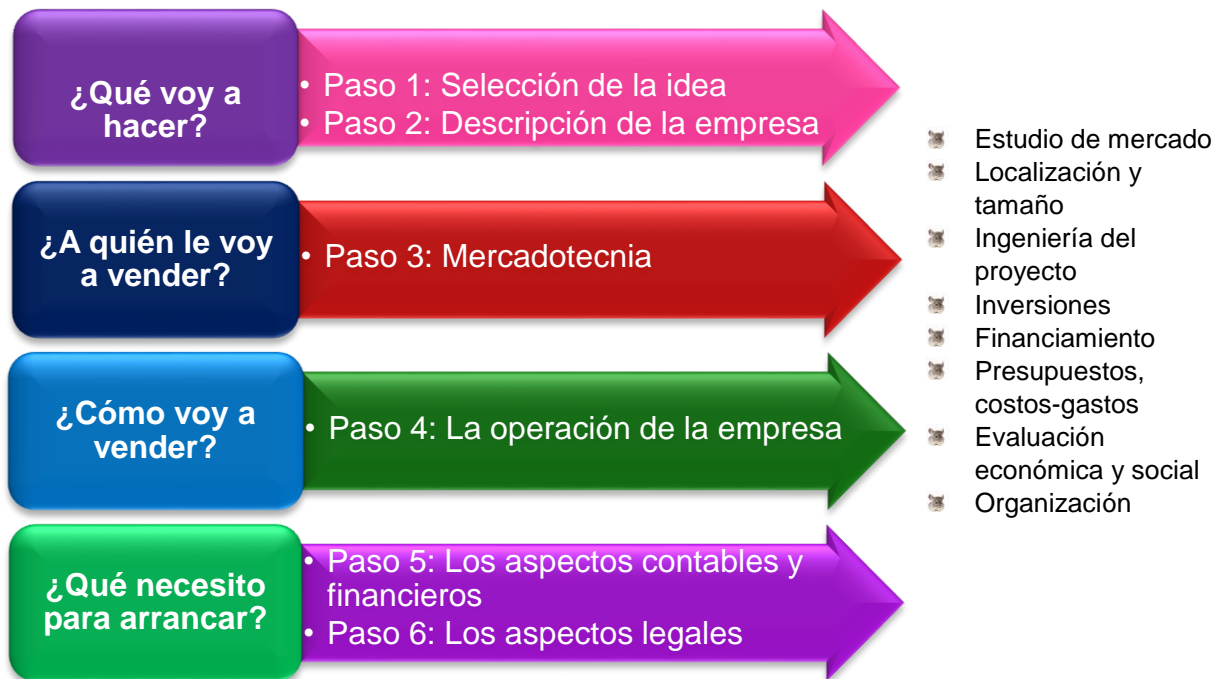 ¿Qué voy a
hacer?
• Paso 1: Selección de la idea
• Paso 2: Descripción de la empresa
¿A quién le voy
a vender?
• Paso 3: Mercadotecnia
¿Cómo voy a
vender?
• Paso 4: La operación de la empresa
¿Qué necesito
para arrancar?
• Paso 5: Los aspectos contables y
financieros
• Paso 6: Los aspectos legales
Estudio de mercado
Localización y
tamaño
Ingeniería del
proyecto
Inversiones
Financiamiento
Presupuestos,
costos-gastos
Evaluación
económica y social
Organización